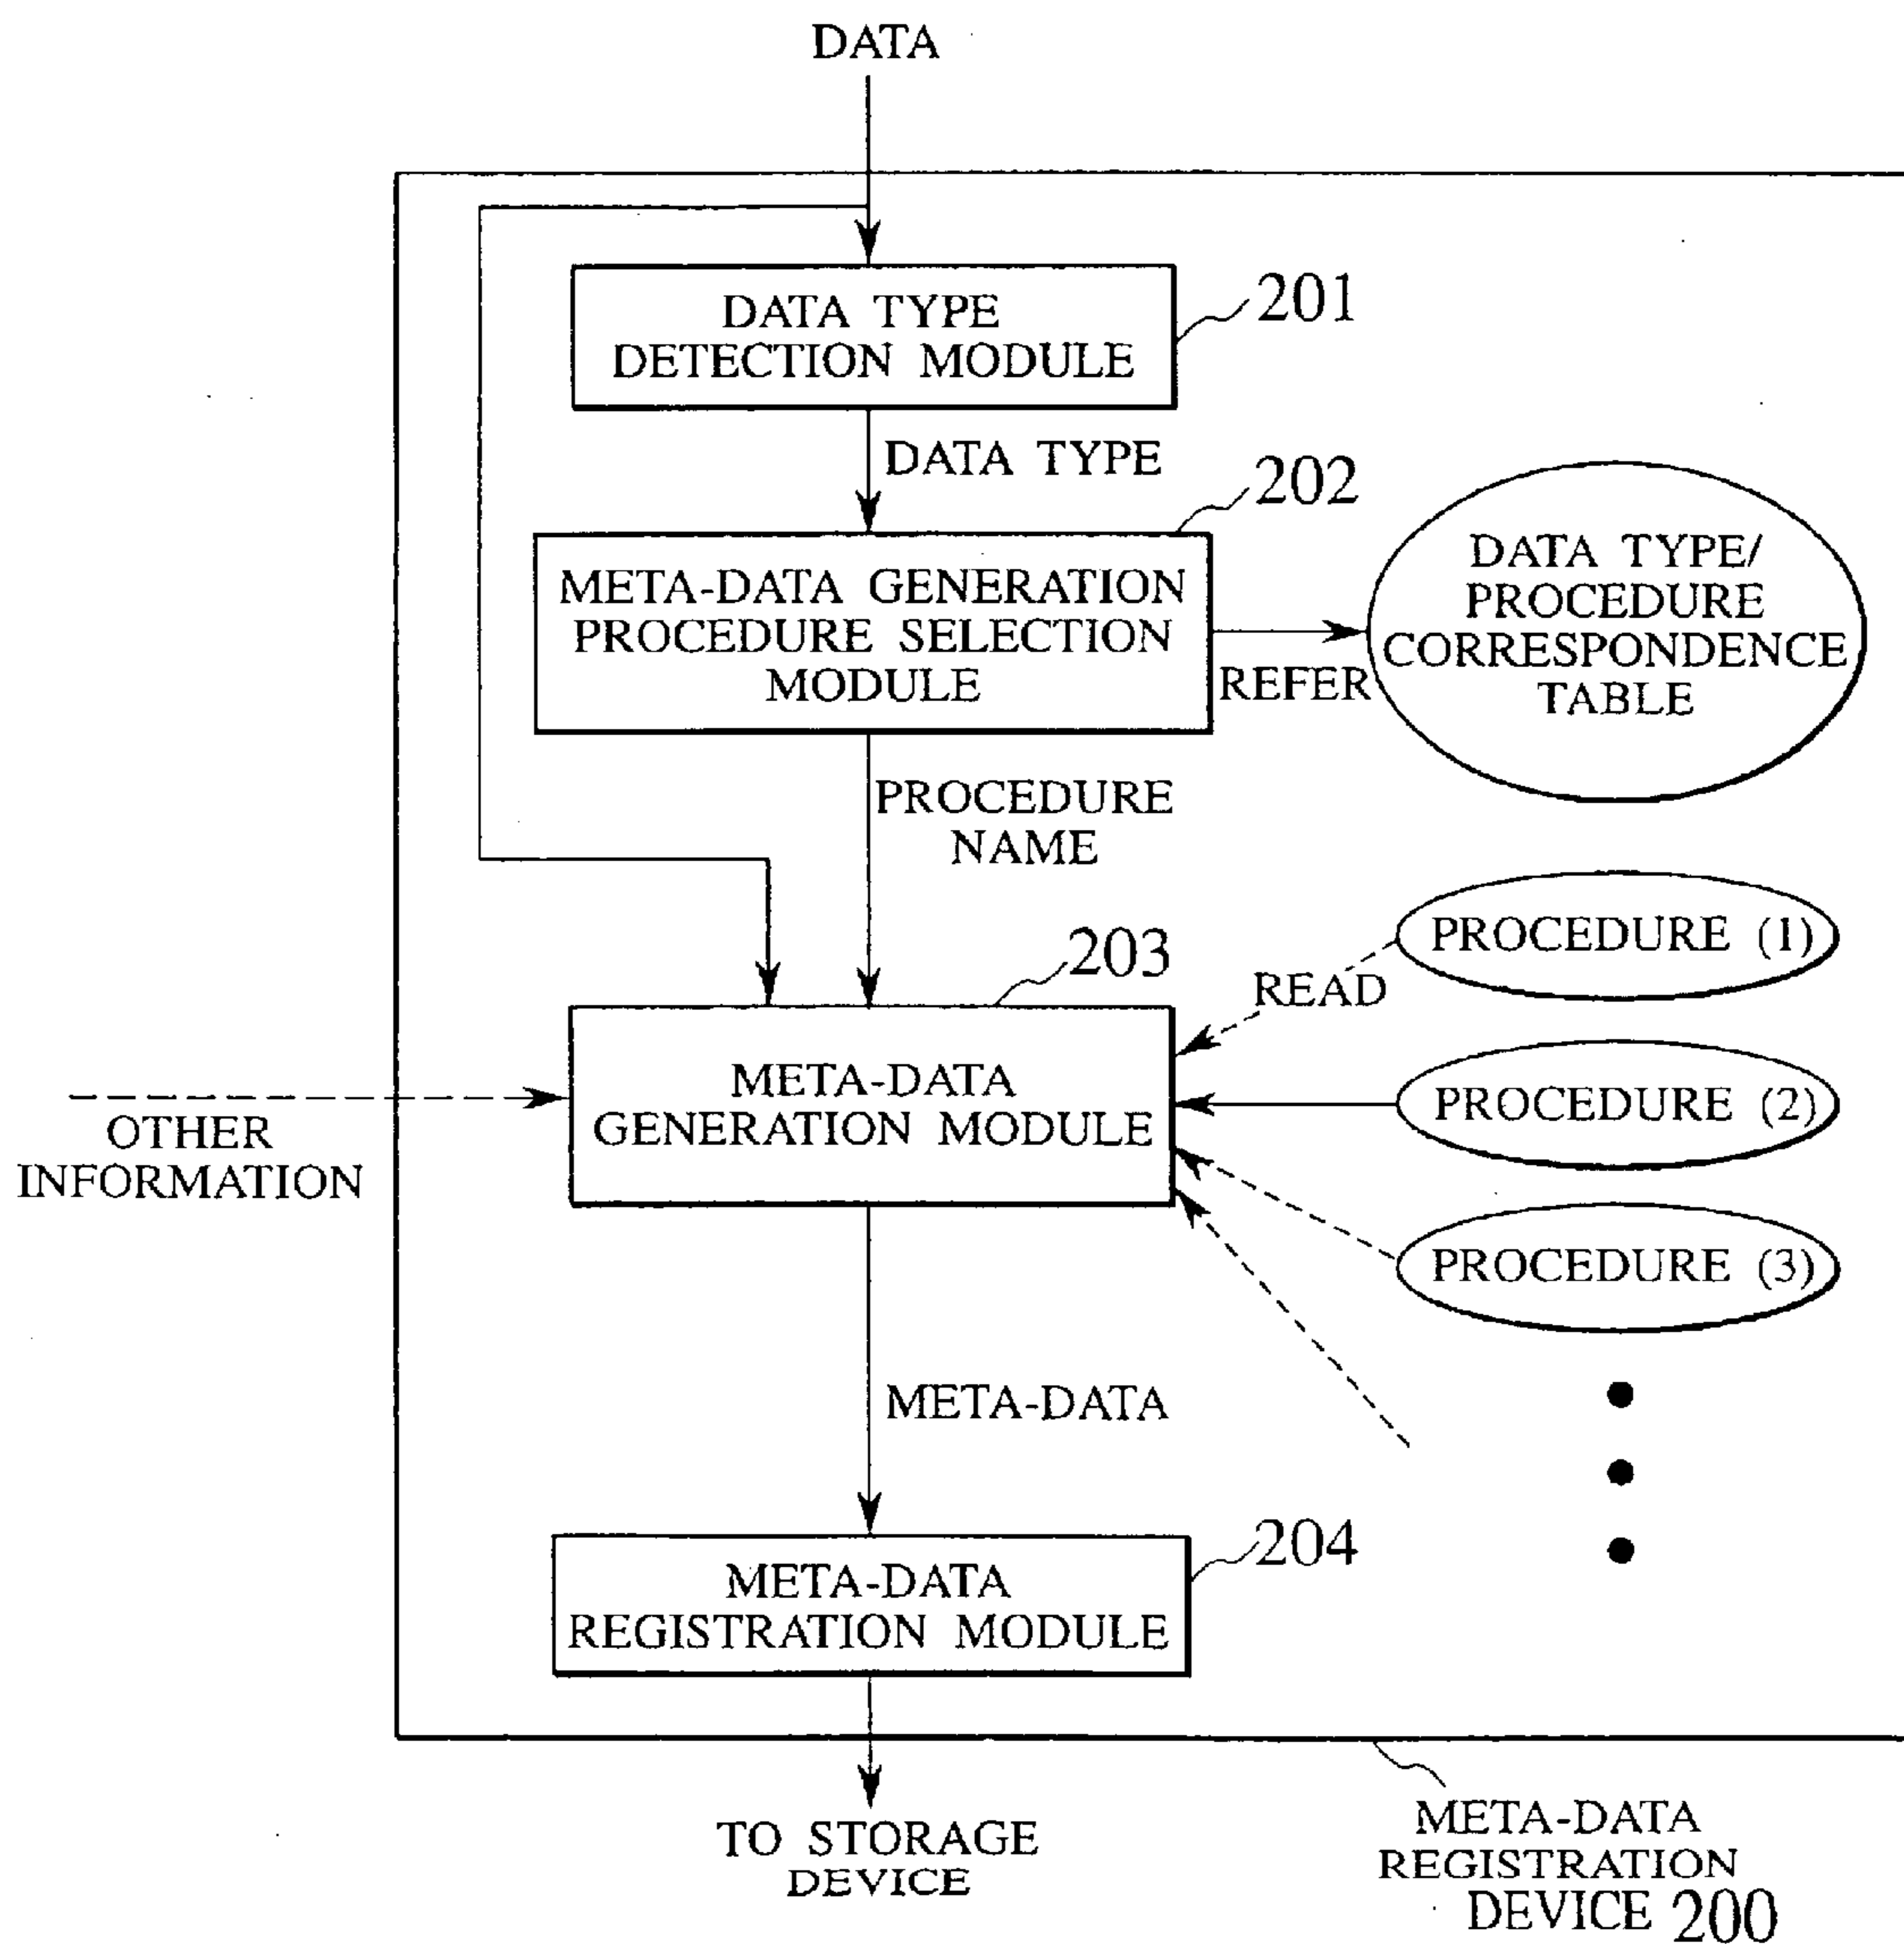 DATA
DATA TYPE
DETECTION MODULE
201
DATA TYPE
202
META-DATA GENERATION
PROCEDURE SELECTION
MODULE
REFER
DATA TYPE/
PROCEDURE
CORRESPONDENCE
TABLE
PROCEDURE
NAME
203
PROCEDURE (1)
READ
META-DATA
GENERATION MODULE
PROCEDURE (2)
OTHER
INFORMATION
PROCEDURE (3)
META-DATA
204
META-DATA
REGISTRATION MODULE
TO STORAGE
DEVICE
META-DATA
REGISTRATION
DEVICE 200